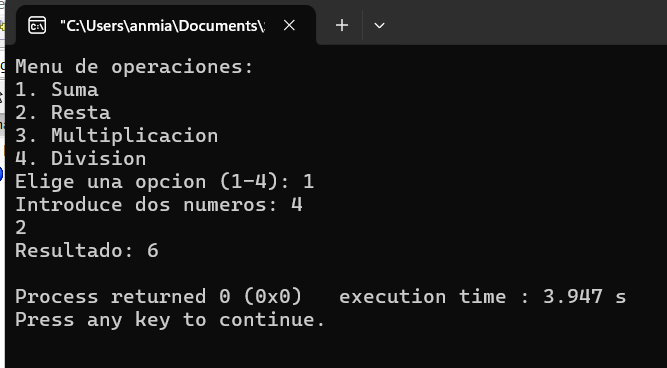 "C:\Users\anmia\Documents\
Menu de operaciones:
1. Suma
2. Resta
3. Multiplicacion
4. Division
Elige una opcion (1-4): 1
Introduce dos numeros: 4
2
Resultado: 6
Process returned 0 (0x0)   execution time : 3.947 s
Press any key to continue.